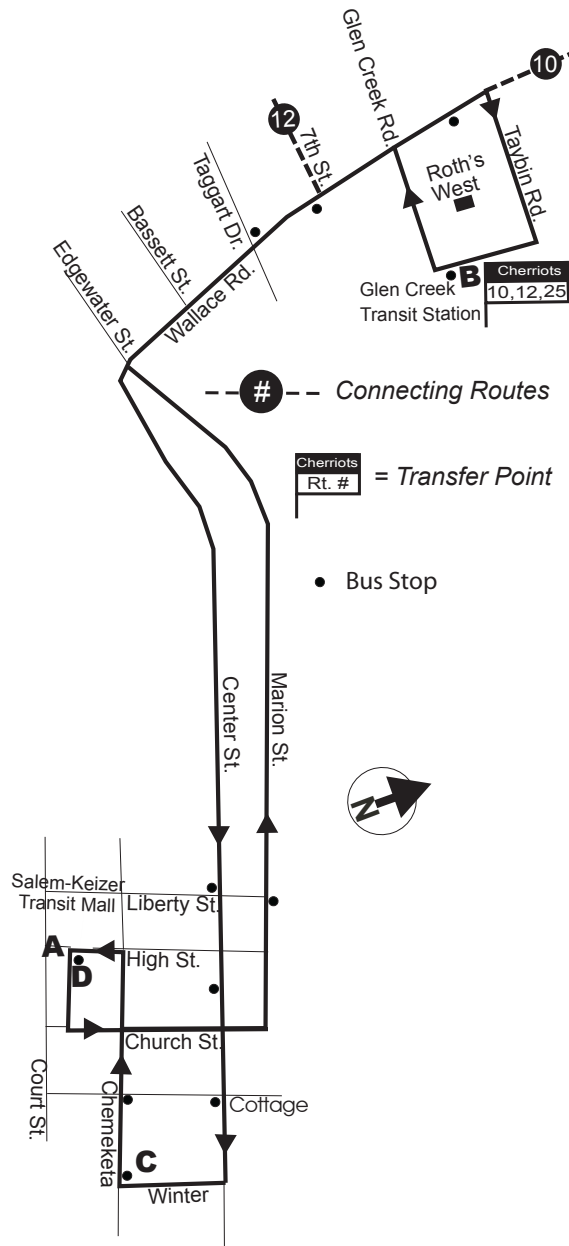 10
Glen Creek Rd.
12
7th St.
Taggart Dr.
Roth's
West
Taybin Rd.
Bassett St.
Edgewater St.
Wallace Rd.
B
Cherriots
10,12,25
Glen Creek
Transit Station
# Connecting Routes
Cherriots
Rt. #
= Transfer Point
Bus Stop
Center St.
Marion St.
N
Salem-Keizer
Transit Mall
Liberty St.
A
D
High St.
Church St.
Court St.
Chemeketa
Cottage
C
Winter